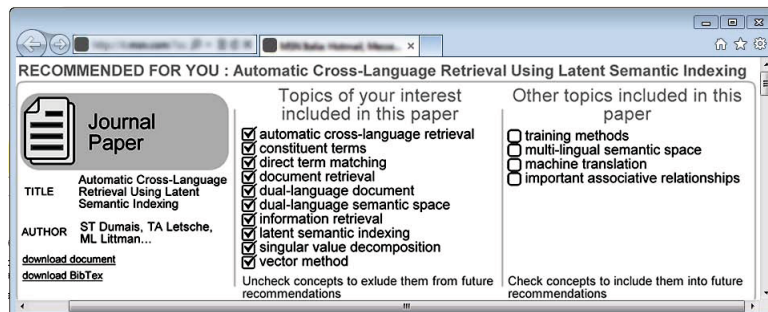 RECOMMENDED FOR YOU : Automatic Cross-Language Retrieval Using Latent Semantic Indexing
Journal
Paper
TITLE
Automatic Cross-Language
Retrieval Using Latent
Semantic Indexing
AUTHOR
ST Dumais, TA Letsche,
ML Littman...
download document
download BibTex
Topics of your interest
included in this paper
automatic cross-language retrieval
constituent terms
direct term matching
document retrieval
dual-language document
dual-language semantic space
information retrieval
latent semantic indexing
singular value decomposition
vector method
Uncheck concepts to exlude them from future
recommendations
Other topics included in this
paper
training methods
multi-lingual semantic space
machine translation
important associative relationships
Check concepts to include them into future
recommendations